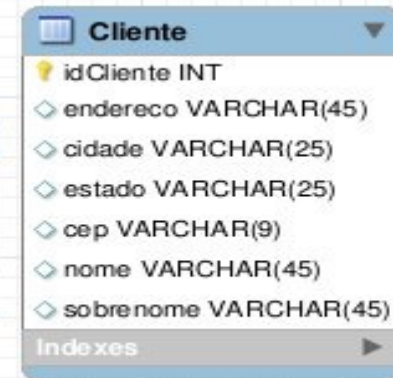 Cliente
idCliente INT
endereco VARCHAR(45)
cidade VARCHAR(25)
estado VARCHAR(25)
cep VARCHAR(9)
nome VARCHAR(45)
sobrenome VARCHAR(45)
Indexes